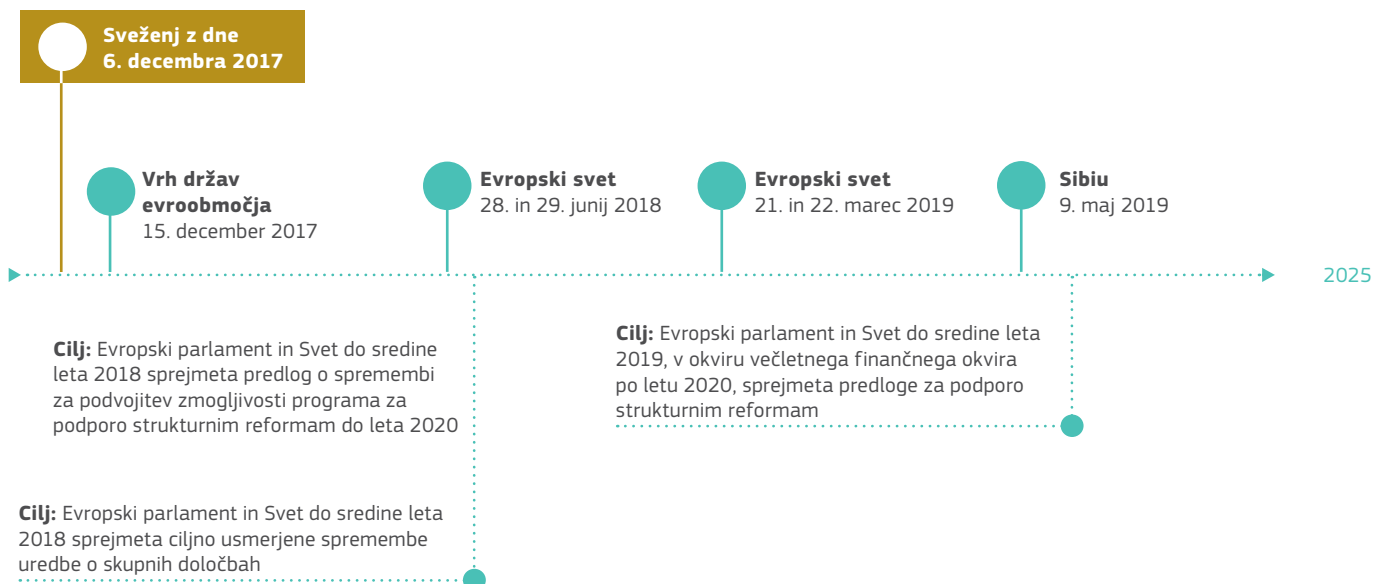 Sveženj z dne
6. decembra 2017
Vrh držav
evroobmočja
15. december 2017
Evropski svet
28. in 29. junij 2018
Evropski svet
21. in 22. marec 2019
Sibiu
9. maj 2019
2025
Cilj: Evropski parlament in Svet do sredine
leta 2018 sprejmeta predlog o spremembi
za podvojitev zmogljivosti programa za
podporo strukturnim reformam do leta 2020
Cilj: Evropski parlament in Svet do sredine leta
2019, v okviru večletnega finančnega okvira
po letu 2020, sprejmeta predloge za podporo
strukturnim reformam
Cilj: Evropski parlament in Svet do sredine leta
2018 sprejmeta ciljno usmerjene spremembe
uredbe o skupnih določbah